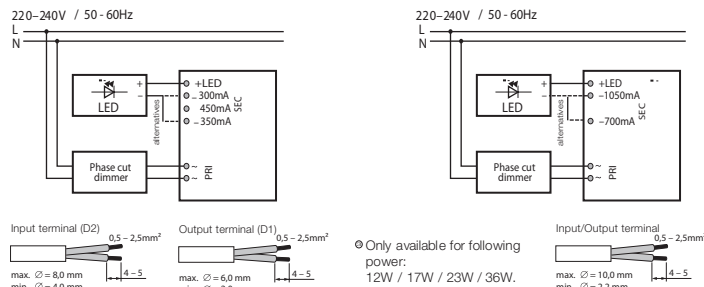 220–240V / 50 - 60Hz
L
N
LED
+
–
alternatives
+LED
–300mA
450mA
–350mA
SEC
Phase cut
dimmer
~
~
PRI
220–240V / 50 - 60Hz
L
N
LED
+
–
alternatives
+LED
–1050mA
–700mA
SEC
Phase cut
dimmer
~
~
PRI
Input terminal (D2)
0,5 – 2,5mm²
max. ∅ = 8,0 mm
4 – 5
Output terminal (D1)
0,5 – 2,5mm²
max. ∅ = 6,0 mm
4 – 5
Only available for following
power:
12W / 17W / 23W / 36W.
Input/Output terminal
0,5 – 2,5mm²
max. ∅ = 10,0 mm
4 – 5